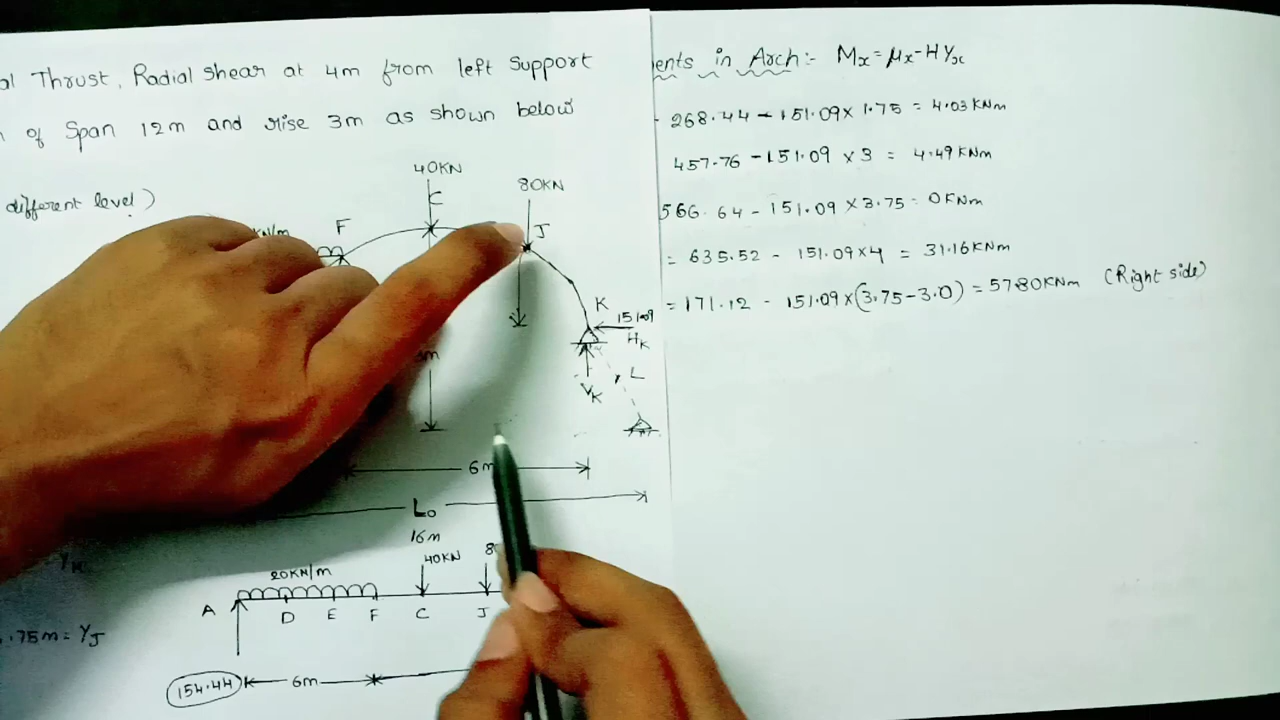 al Thrust, Radial Shear at 4m from left Support
of Span 12m and rise 3m as shown below
different level)
40KN
C
80KN
J
F
KN/m
K
151.09
HK
VK
L
3m
6m
L0
16m
20KN/m
40KN
8
A
D E F C J
.75m = YJ
154.44
6m
ents in Arch:- Mx = μx - HYx
268.44 - 151.09 x 1.75 = 4.03 KNm
457.76 - 151.09 x 3 = 4.49 KNm
566.64 - 151.09 x 3.75 = 0 KNm
= 635.52 - 151.09 x 4 = 31.16 KNm
= 171.12 - 151.09 x (3.75 - 3.0) = 57.80 KNm (Right side)